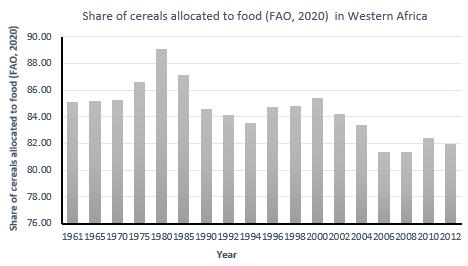 Share of cereals allocated to food (FAO, 2020)  in Western Africa
Share of cereals allocated to food (FAO, 2020)
90.00
88.00
86.00
84.00
82.00
80.00
78.00
76.00
1961 1965 1970 1975 1980 1985 1990 1992 1994 1996 1998 2000 2002 2004 2006 2008 2010 2012
Year